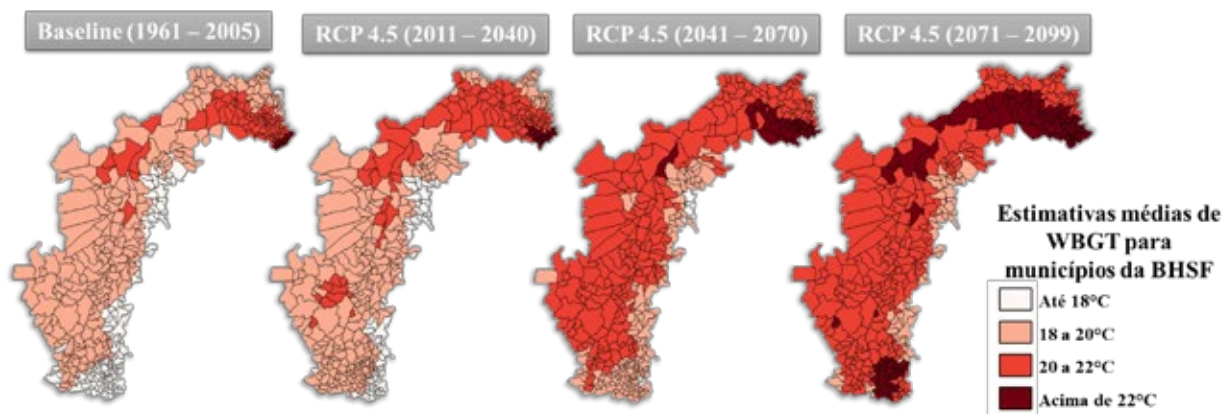 Baseline (1961 – 2005)
RCP 4.5 (2011 – 2040)
RCP 4.5 (2041 – 2070)
RCP 4.5 (2071 – 2099)
Estimativas médias de
WBGT para
municípios da BHSF
Até 18°C
18 a 20°C
20 a 22°C
Acima de 22°C